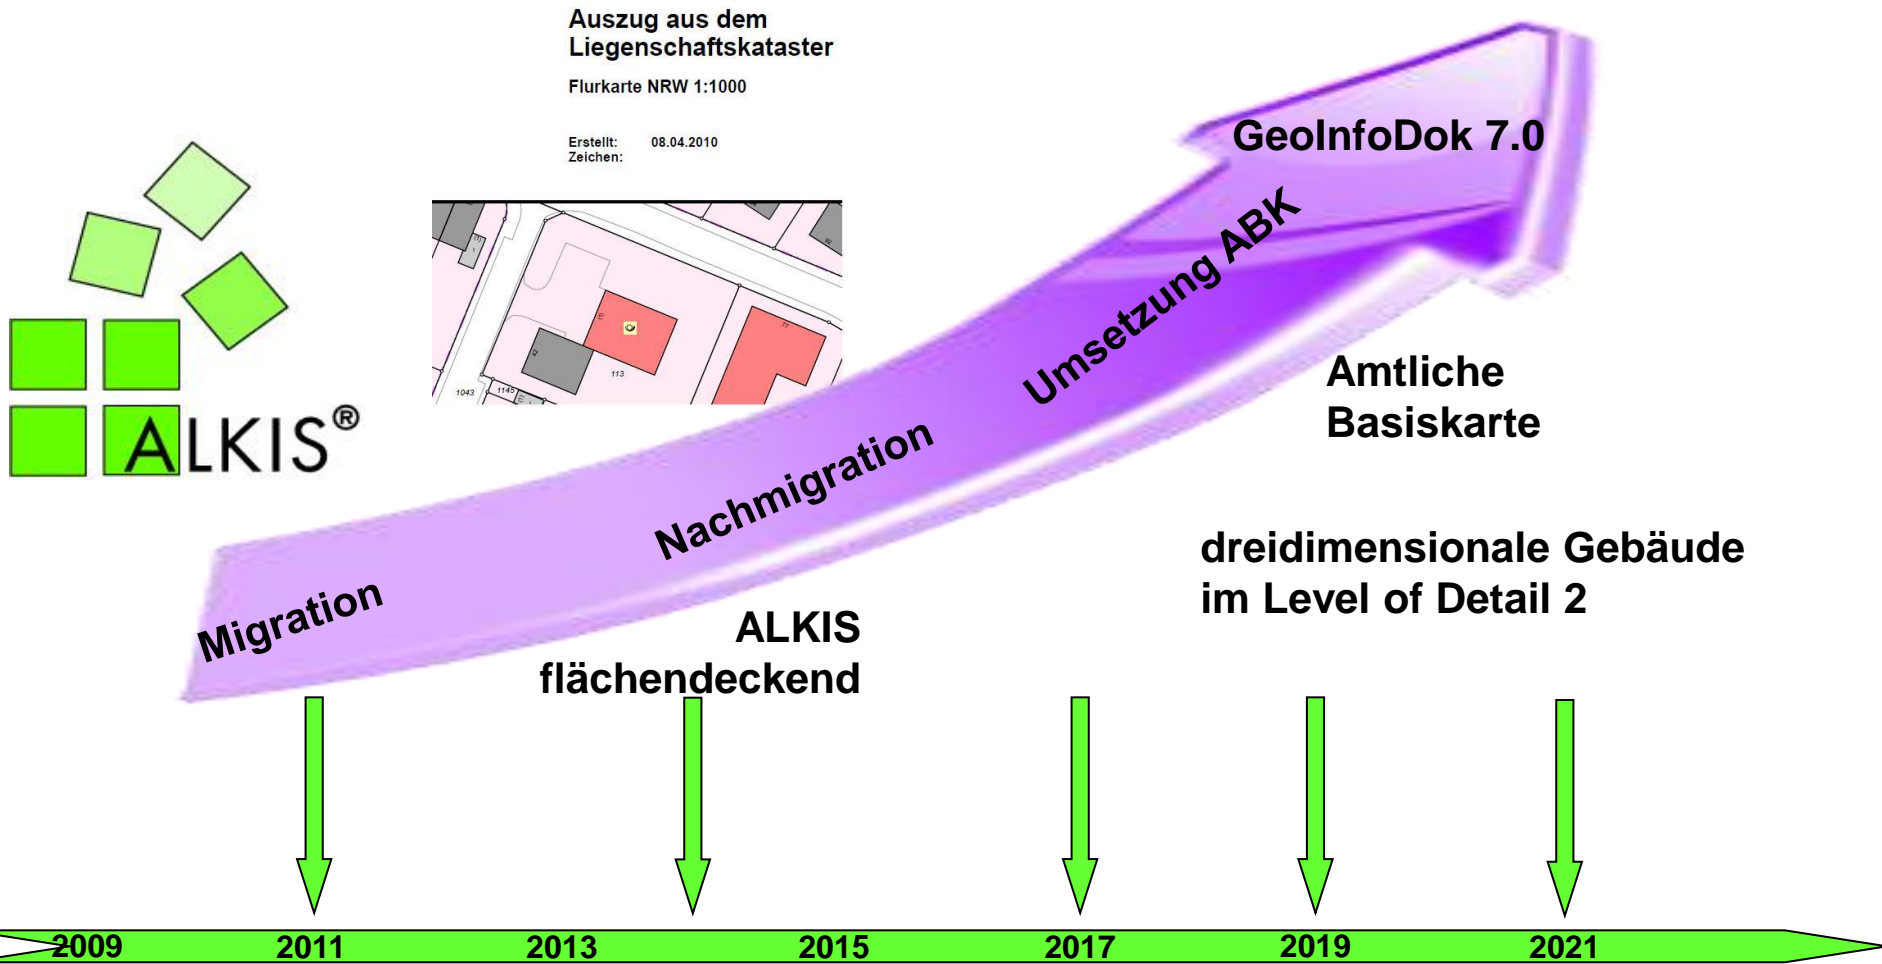 Auszug aus dem
Liegenschaftskataster
Flurkarte NRW 1:1000
Erstellt: 08.04.2010
Zeichen:
ALKIS®
113
1043
1145
GeoInfoDok 7.0
Umsetzung ABK
Nachmigration
Migration
Amtliche
Basiskarte
dreidimensionale Gebäude
im Level of Detail 2
ALKIS
flächendeckend
2009 2011 2013 2015 2017 2019 2021